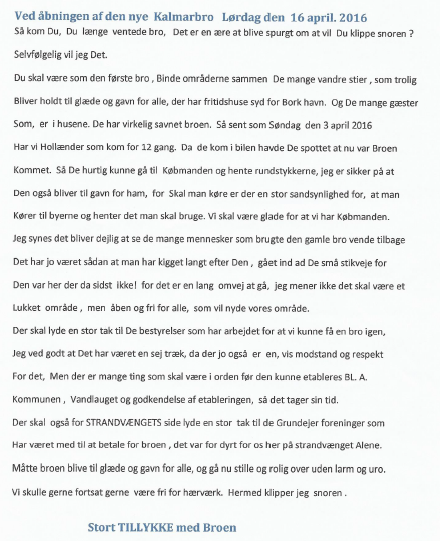 Ved åbningen af den nye Kalmarbro Lørdag den 16 april. 2016
Så kom Du, Du længe ventede bro, Det er en ære at blive spurgt om at vil Du klippe snoren ?
Selvfølgelig vil jeg Det.
Du skal være som den første bro , Binde områderne sammen De mange vandre stier , som trolig
Bliver holdt til glæde og gavn for alle, der har fritidshuse syd for Bork havn. Og De mange gæster
Som, er i husene. De har virkelig savnet broen. Så sent som Søndag den 3 april 2016
Har vi Hollænder som kom for 12 gang. Da de kom i bilen havde De spottet at nu var Broen
Kommet. Så De hurtig kunne gå til Købmanden og hente rundstykkerne, jeg er sikker på at
Den også bliver til gavn for ham, for Skal man køre er der en stor sandsynlighed for, at man
Kører til byerne og henter det man skal bruge. Vi skal være glade for at vi har Købmanden.
Jeg synes det bliver dejlig at se de mange mennesker som brugte den gamle bro vende tilbage
Det har jo været sådan at man har kigget langt efter Den , gået ind ad De små stikveje for
Den var her der da sidst ikke! for det er en lang omvej at gå, jeg mener ikke det skal være et
Lukket område , men åben og fri for alle, som vil nyde vores område.
Der skal lyde en stor tak til De bestyrelser som har arbejdet for at vi kunne få en bro igen,
Jeg ved godt at Det har været en sej træk, da der jo også er en, vis modstand og respekt
For det, Men der er mange ting som skal være i orden før den kunne etableres BL. A.
Kommunen , Vandlauget og godkendelse af etableringen, så det tager sin tid.
Der skal også for STRANDVÆNGETS side lyde en stor tak til de Grundejer foreninger som
Har været med til at betale for broen , det var for dyrt for os her på strandvænget Alene.
Måtte broen blive til glæde og gavn for alle, og gå nu stille og rolig over uden larm og uro.
Vi skulle gerne fortsat gerne være fri for hærværk. Hermed klipper jeg snoren .
Stort TILLYKKE med Broen